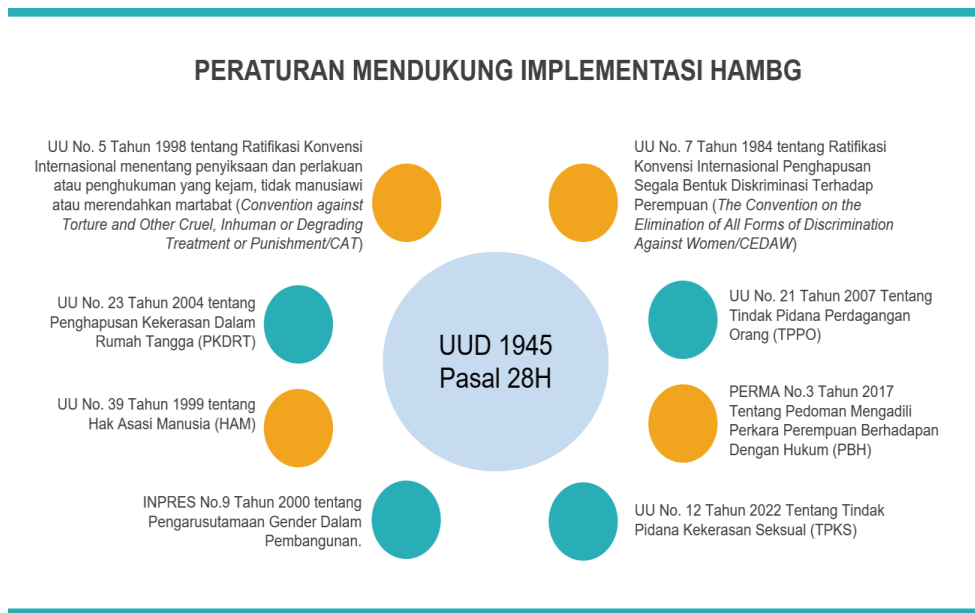 PERATURAN MENDUKUNG IMPLEMENTASI HAMBG
UU No. 5 Tahun 1998 tentang Ratifikasi Konvensi
Internasional menentang penyiksaan dan perlakuan
atau penghukuman yang kejam, tidak manusiawi
atau merendahkan martabat (Convention against
Torture and Other Cruel, Inhuman or Degrading
Treatment or Punishment/CAT)
UU No. 7 Tahun 1984 tentang Ratifikasi
Konvensi Internasional Penghapusan
Segala Bentuk Diskriminasi Terhadap
Perempuan (The Convention on the
Elimination of All Forms of Discrimination
Against Women/CEDAW)
UU No. 23 Tahun 2004 tentang
Penghapusan Kekerasan Dalam
Rumah Tangga (PKDRT)
UUD 1945
Pasal 28H
UU No. 21 Tahun 2007 Tentang
Tindak Pidana Perdagangan
Orang (TPPO)
UU No. 39 Tahun 1999 tentang
Hak Asasi Manusia (HAM)
PERMA No.3 Tahun 2017
Tentang Pedoman Mengadili
Perkara Perempuan Berhadapan
Dengan Hukum (PBH)
INPRES No.9 Tahun 2000 tentang
Pengarusutamaan Gender Dalam
Pembangunan.
UU No. 12 Tahun 2022 Tentang Tindak
Pidana Kekerasan Seksual (TPKS)